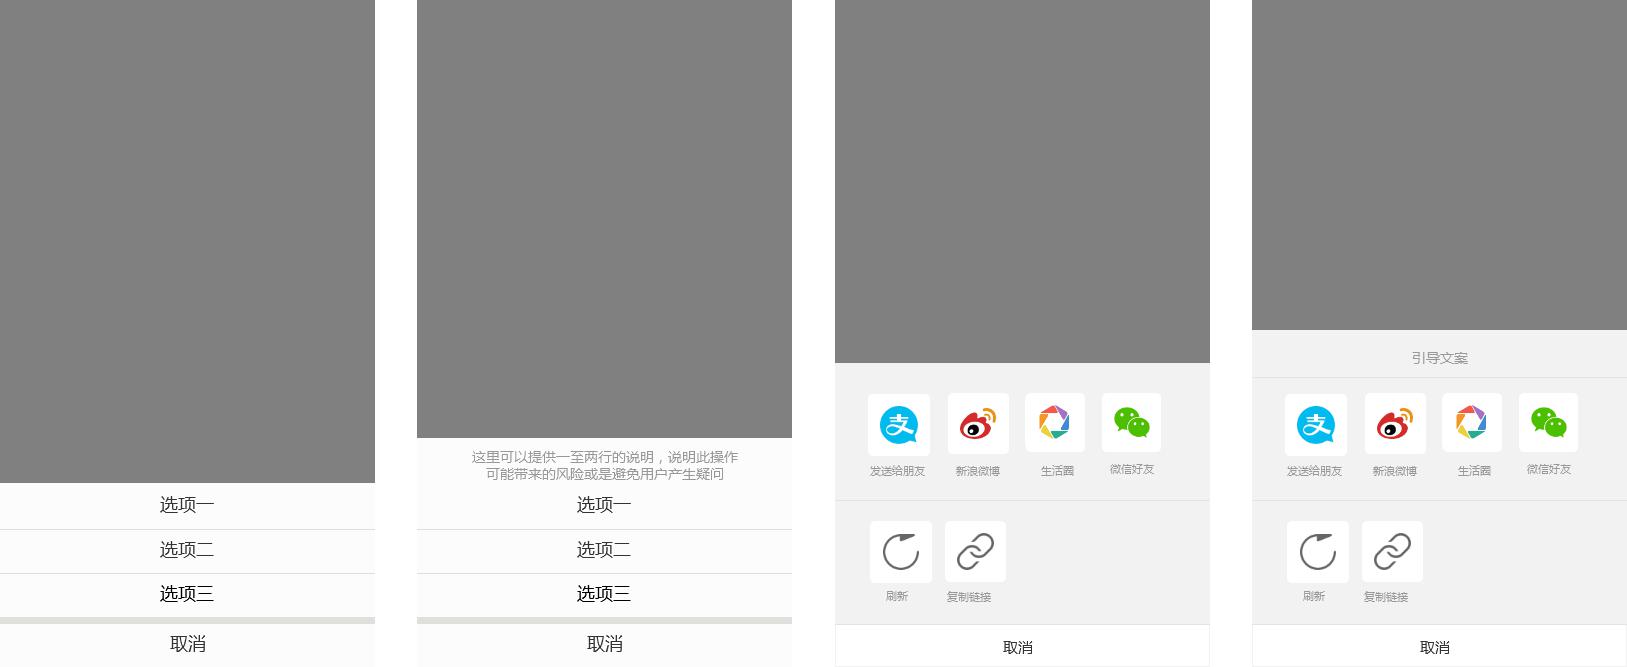 选项一
选项二
选项三
取消
这里可以提供一至两行的说明，说明此操作
可能带来的风险或是避免用户产生疑问
选项一
选项二
选项三
取消
支
发送给朋友 新浪微博 生活圈 微信好友
刷新 复制链接
取消
引导文案
支
发送给朋友 新浪微博 生活圈 微信好友
刷新 复制链接
取消